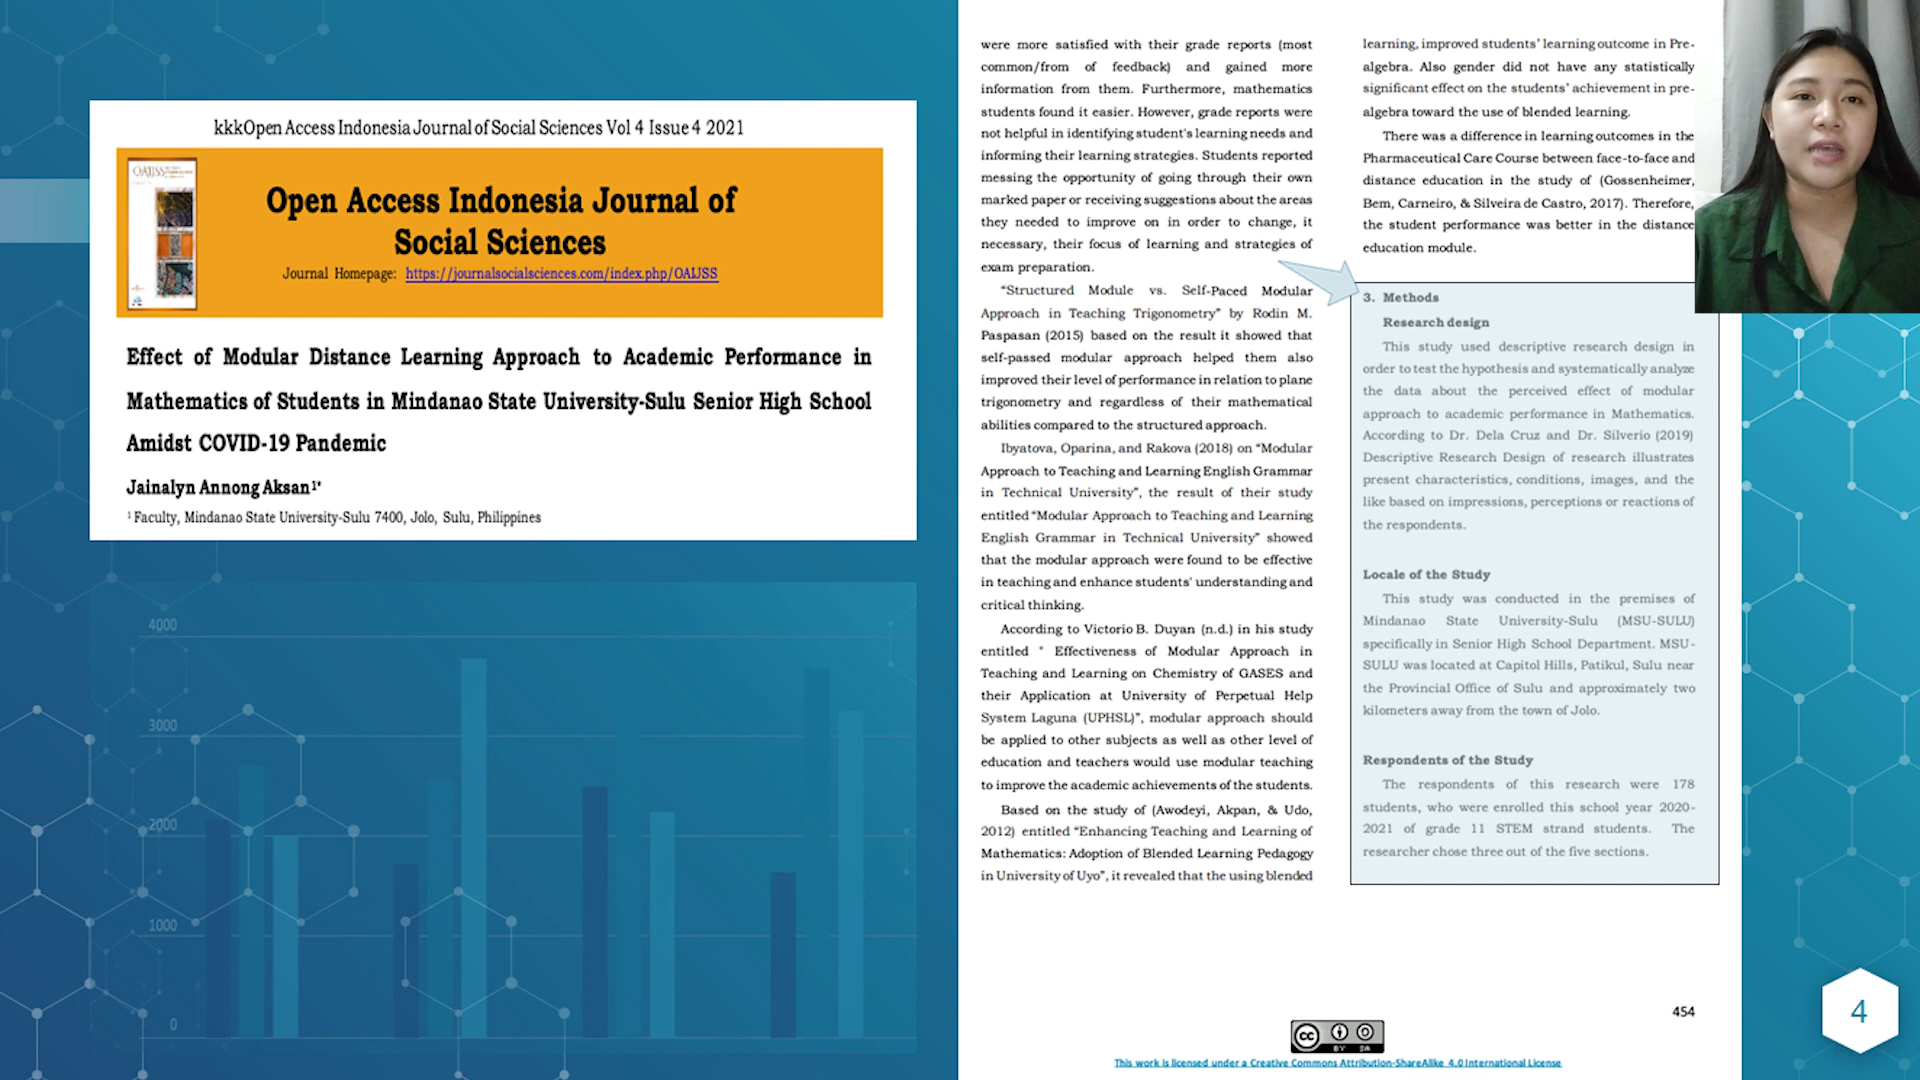 kkkOpen Access Indonesia Journal of Social Sciences Vol 4 Issue 4 2021
OAIJSS
Open Access Indonesia Journal of
Social Sciences
Journal Homepage: https://journalsocialsciences.com/index.php/OAIJSS
Effect of Modular Distance Learning Approach to Academic Performance in
Mathematics of Students in Mindanao State University-Sulu Senior High School
Amidst COVID-19 Pandemic
Jainalyn Annong Aksan1*
1 Faculty, Mindanao State University-Sulu 7400, Jolo, Sulu, Philippines
4000
3000
2000
1000
0
were more satisfied with their grade reports (most
common/from of feedback) and gained more
information from them. Furthermore, mathematics
students found it easier. However, grade reports were
not helpful in identifying student's learning needs and
informing their learning strategies. Students reported
messing the opportunity of going through their own
marked paper or receiving suggestions about the areas
they needed to improve on in order to change, it
necessary, their focus of learning and strategies of
exam preparation.
"Structured Module vs. Self-Paced Modular
Approach in Teaching Trigonometry" by Rodin M.
Paspasan (2015) based on the result it showed that
self-passed modular approach helped them also
improved their level of performance in relation to plane
trigonometry and regardless of their mathematical
abilities compared to the structured approach.
Ibyatova, Oparina, and Rakova (2018) on "Modular
Approach to Teaching and Learning English Grammar
in Technical University", the result of their study
entitled "Modular Approach to Teaching and Learning
English Grammar in Technical University" showed
that the modular approach were found to be effective
in teaching and enhance students' understanding and
critical thinking.
According to Victorio B. Duyan (n.d.) in his study
entitled " Effectiveness of Modular Approach in
Teaching and Learning on Chemistry of GASES and
their Application at University of Perpetual Help
System Laguna (UPHSL)", modular approach should
be applied to other subjects as well as other level of
education and teachers would use modular teaching
to improve the academic achievements of the students.
Based on the study of (Awodeyi, Akpan, & Udo,
2012) entitled "Enhancing Teaching and Learning of
Mathematics: Adoption of Blended Learning Pedagogy
in University of Uyo", it revealed that the using blended
learning, improved students' learning outcome in Pre-
algebra. Also gender did not have any statistically
significant effect on the students' achievement in pre-
algebra toward the use of blended learning.
There was a difference in learning outcomes in the
Pharmaceutical Care Course between face-to-face and
distance education in the study of (Gossenheimer,
Bem, Carneiro, & Silveira de Castro, 2017). Therefore,
the student performance was better in the distance
education module.
3. Methods
Research design
This study used descriptive research design in
order to test the hypothesis and systematically analyze
the data about the perceived effect of modular
approach to academic performance in Mathematics.
According to Dr. Dela Cruz and Dr. Silverio (2019)
Descriptive Research Design of research illustrates
present characteristics, conditions, images, and the
like based on impressions, perceptions or reactions of
the respondents.
Locale of the Study
This study was conducted in the premises of
Mindanao State University-Sulu (MSU-SULU)
specifically in Senior High School Department. MSU-
SULU was located at Capitol Hills, Patikul, Sulu near
the Provincial Office of Sulu and approximately two
kilometers away from the town of Jolo.
Respondents of the Study
The respondents of this research were 178
students, who were enrolled this school year 2020-
2021 of grade 11 STEM strand students. The
researcher chose three out of the five sections.
454
cc BY SA
This work is licensed under a Creative Commons Attribution-ShareAlike 4.0 International License
4